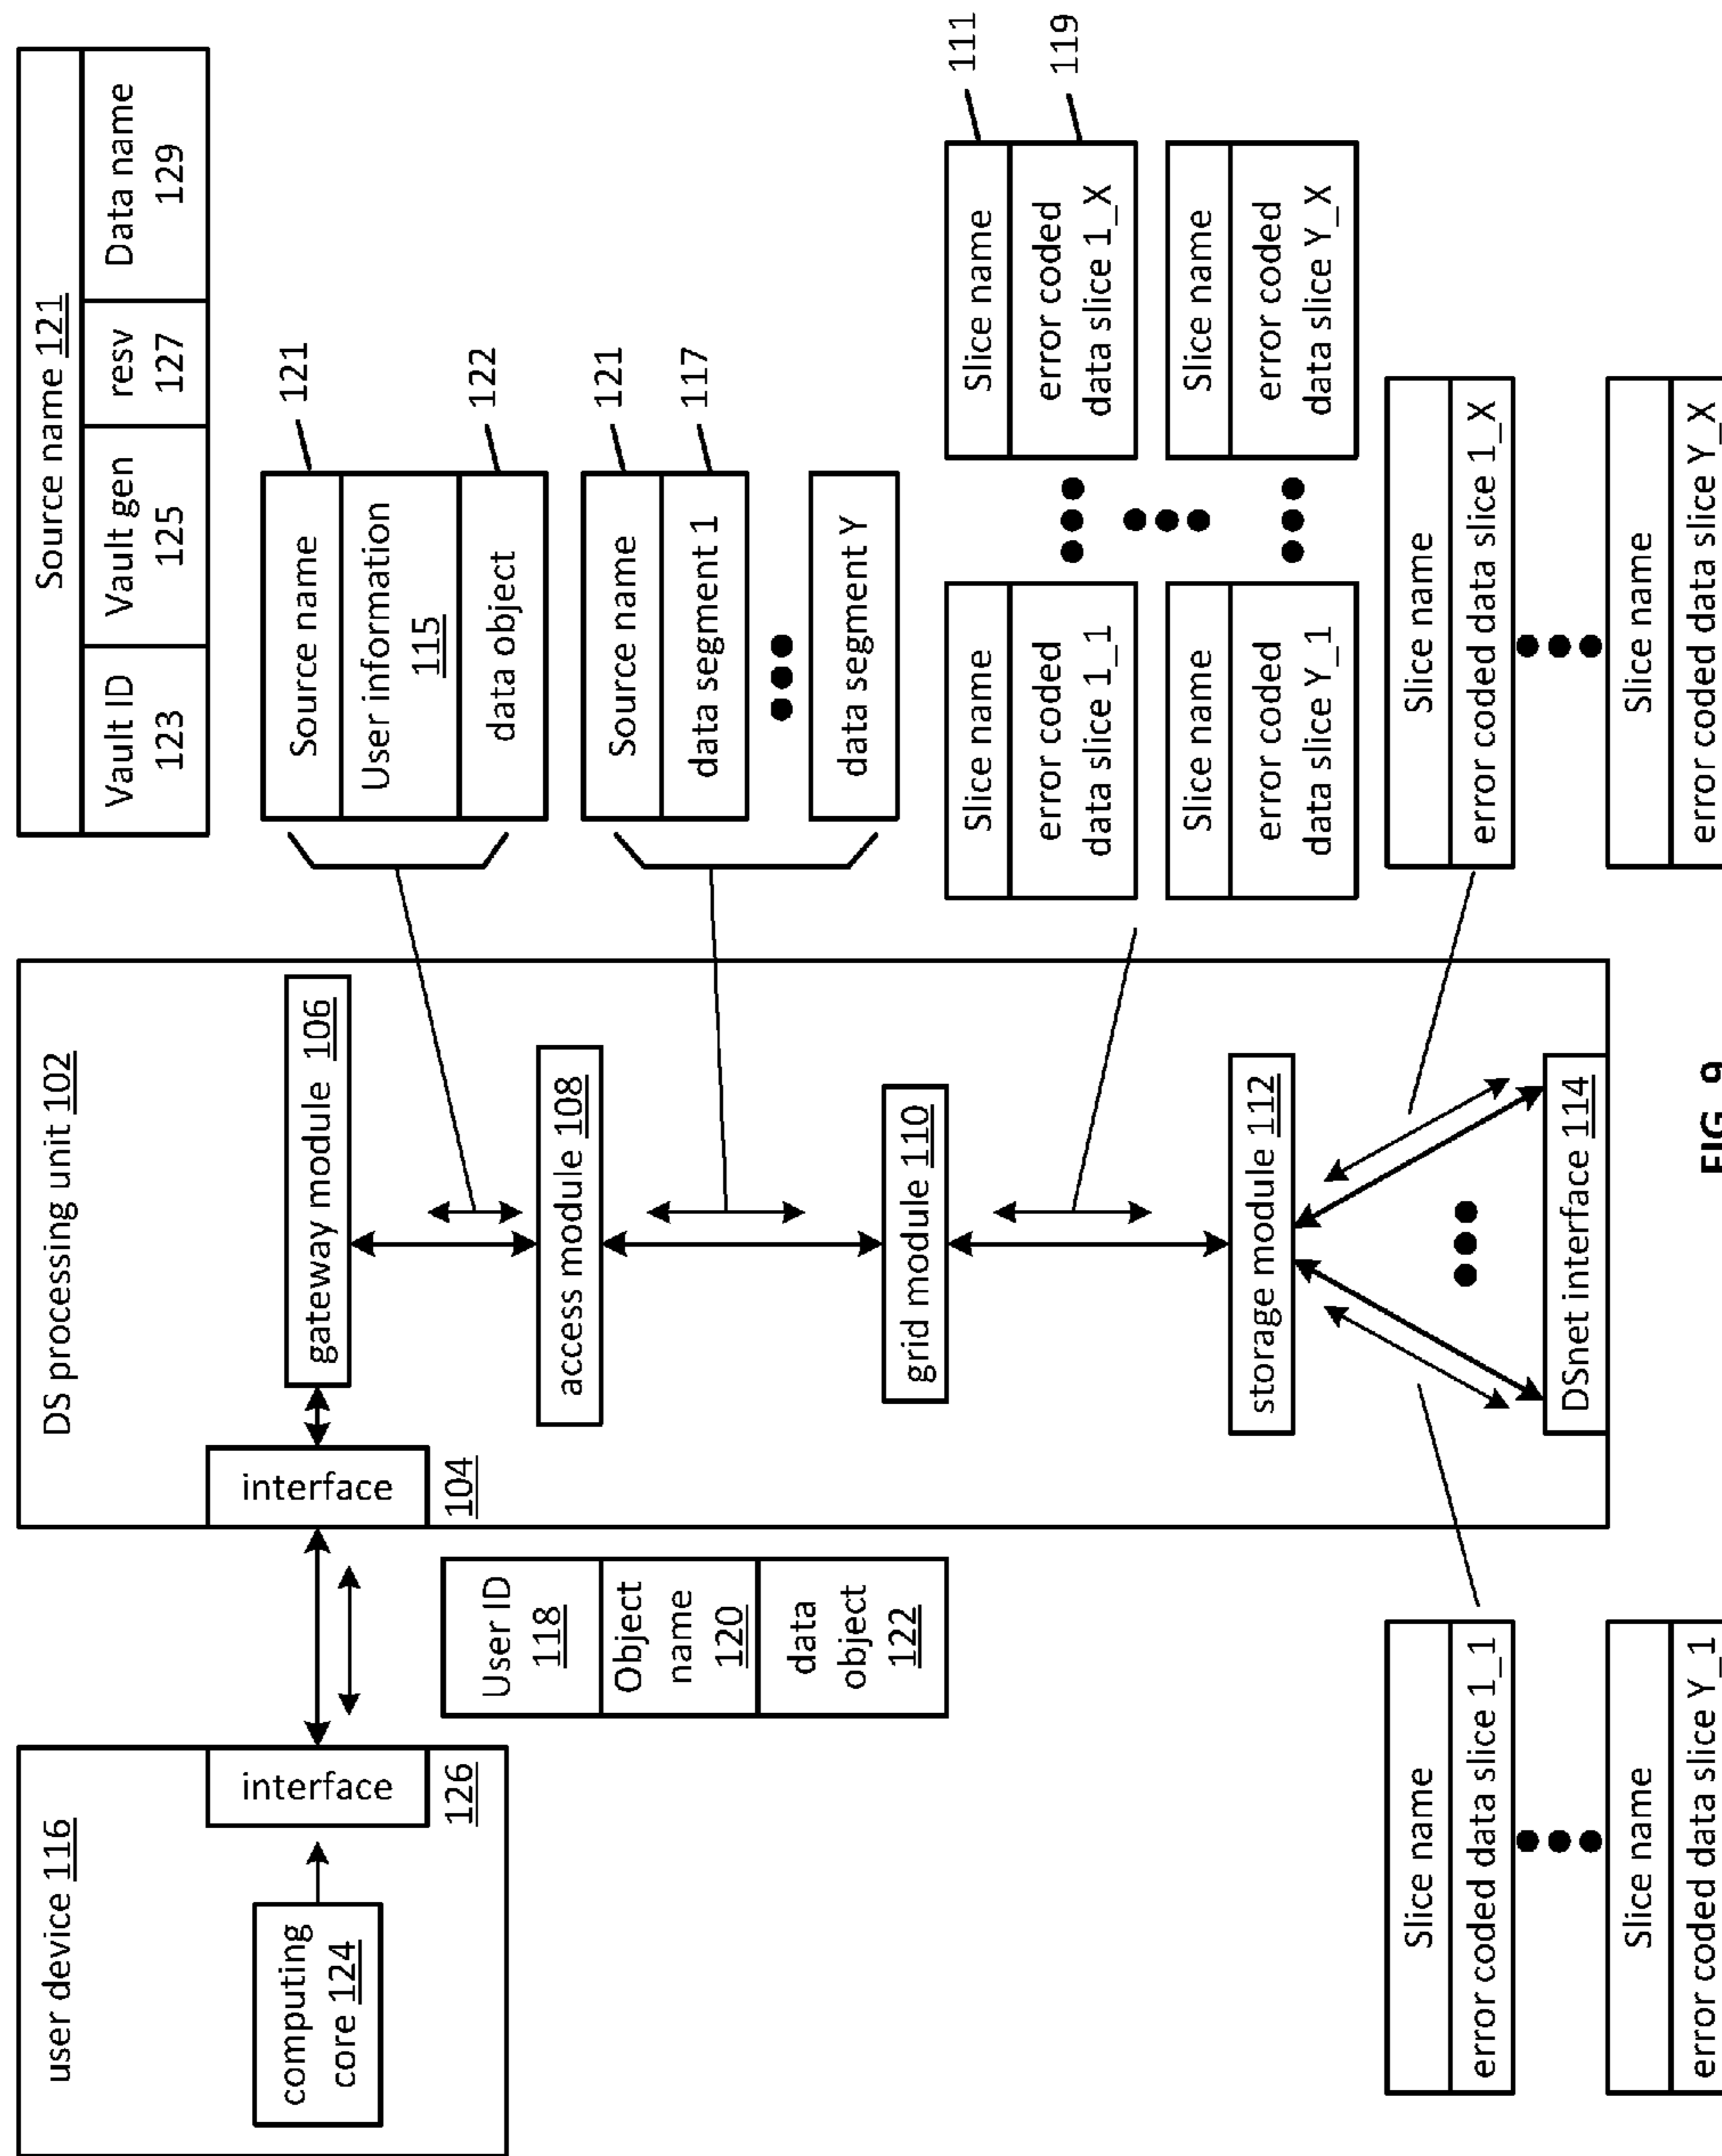 user device 116
computing
core 124
interface
126
User ID
118
Object
name
120
data
object
122
DS processing unit 102
interface
104
gateway module 106
access module 108
grid module 110
storage module 112
DSnet interface 114
Source name 121
Vault ID
123
Vault gen
125
resv
127
Data name
129
Source name
User information
115
data object
121
122
Source name
data segment 1
data segment Y
121
117
Slice name
error coded
data slice 1_1
Slice name
error coded
data slice 1_X
111
119
Slice name
error coded
data slice Y_1
Slice name
error coded
data slice Y_X
Slice name
error coded data slice 1_1
Slice name
error coded data slice Y_1
Slice name
error coded data slice 1_X
Slice name
error coded data slice Y_X
FIG. 9